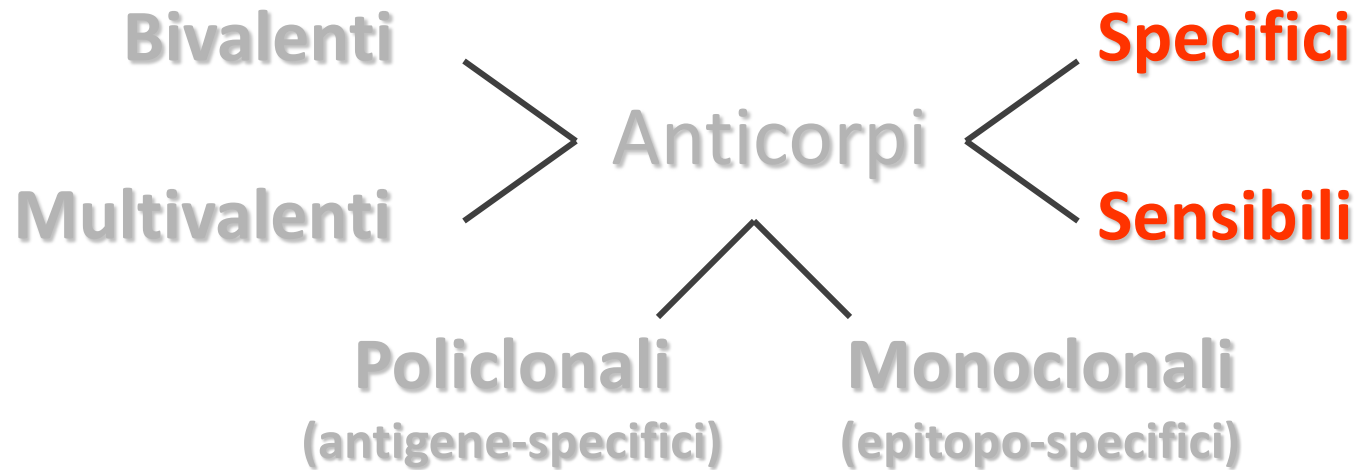 Bivalenti
Specifici
Anticorpi
Multivalenti
Sensibili
Policlonali
Monoclonali
(antigene-specifici)
(epitopo-specifici)